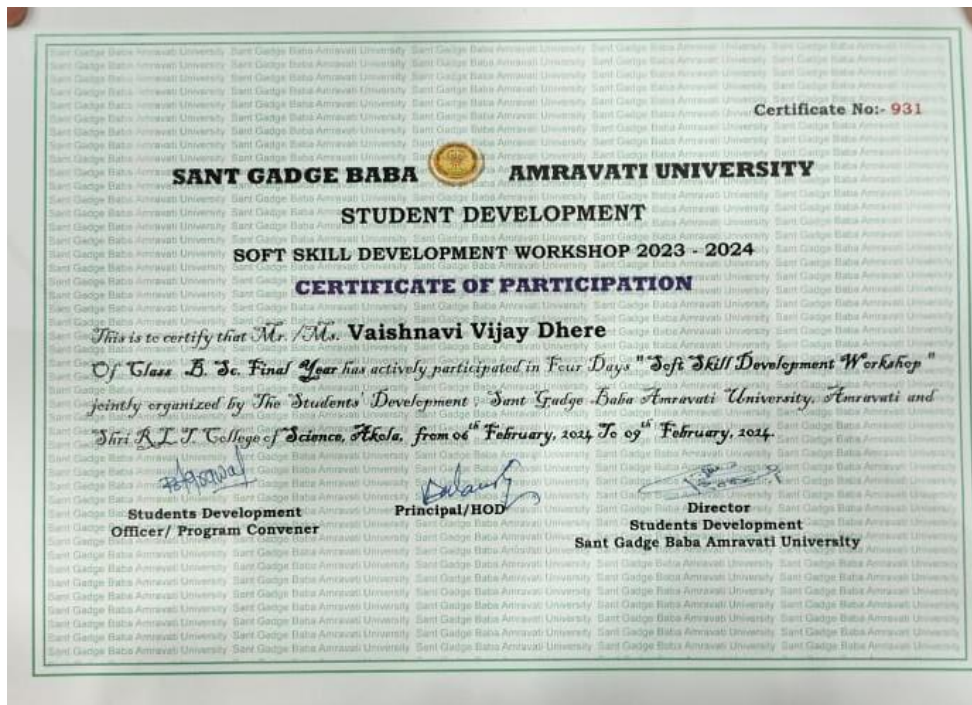 Certificate No:- 931
SANT GADGE BABA AMRAVATI UNIVERSITY
STUDENT DEVELOPMENT
SOFT SKILL DEVELOPMENT WORKSHOP 2023 - 2024
CERTIFICATE OF PARTICIPATION
This is to certify that Mr. /Ms. Vaishnavi Vijay Dhere
Of Class B. Sc. Final Year has actively participated in Four Days "Soft Skill Development Workshop"
jointly organized by The Students' Development, Sant Gadge Baba Amravati University, Amravati and
Shri R.L.T. College of Science, Akola, from 06th February, 2024 To 09th February, 2024.
Students Development
Officer/ Program Convener
Principal/HOD
Director
Students Development
Sant Gadge Baba Amravati University